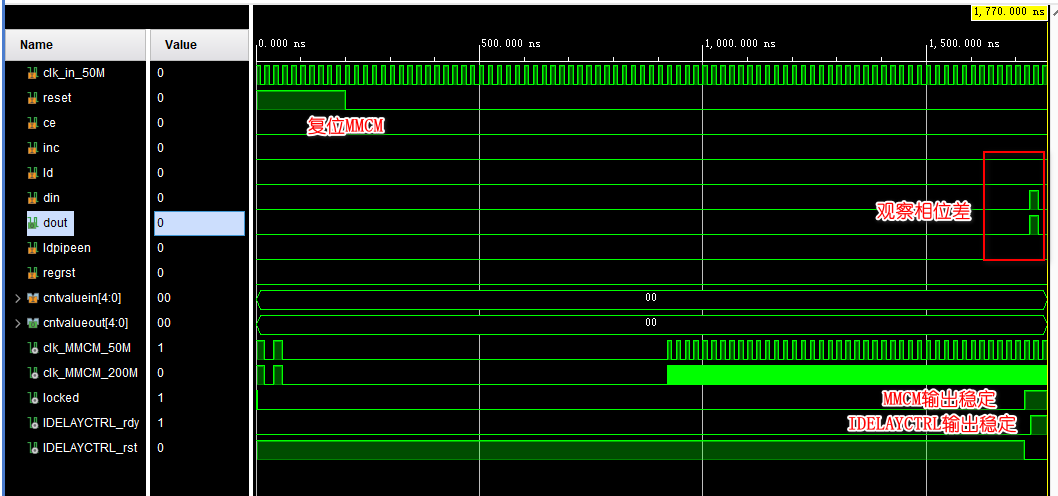 1,770.000 ns
Name Value
0.000 ns 500.000 ns 1,000.000 ns 1,500.000 ns
clk_in_50M 0
reset 0
复位MMCM
ce 0
inc 0
ld 0
din 0
观察相位差
dout 0
ldpipeen 0
regrst 0
cntvaluein[4:0] 00 00
cntvalueout[4:0] 00 00
clk_MMCM_50M 1
clk_MMCM_200M 0
locked 1 MMCM输出稳定
IDELAYCTRL_rdy 1 IDELAYCTRL输出稳定
IDELAYCTRL_rst 0